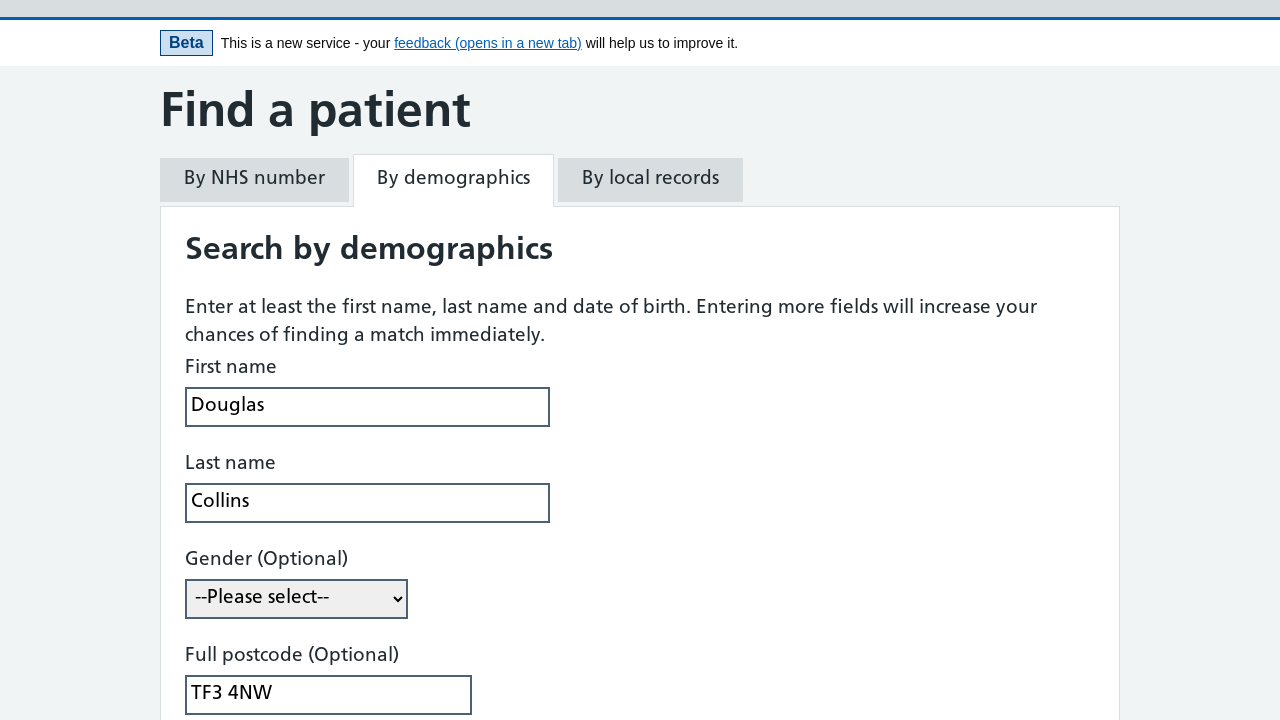 Beta This is a new service - your feedback (opens in a new tab) will help us to improve it.
Find a patient
By NHS number By demographics By local records
Search by demographics
Enter at least the first name, last name and date of birth. Entering more fields will increase your
chances of finding a match immediately.
First name
Douglas
Last name
Collins
Gender (Optional)
--Please select--
Full postcode (Optional)
TF3 4NW